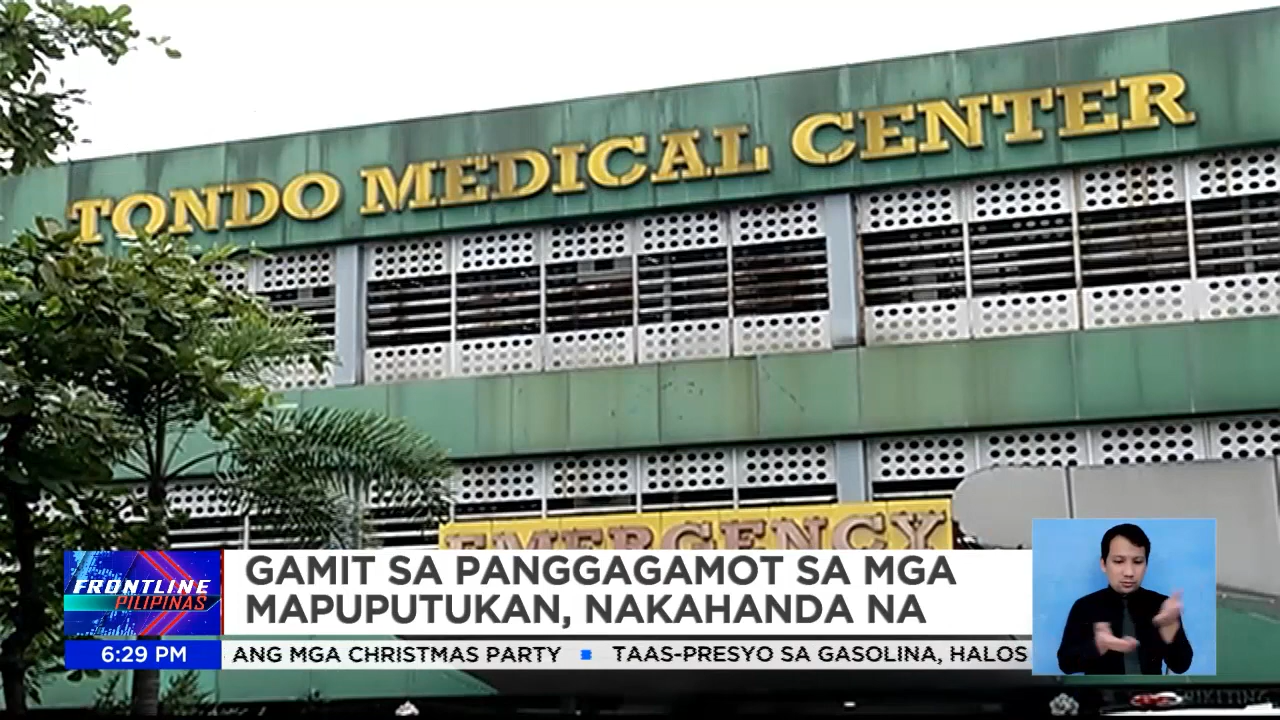 TONDO MEDICAL CENTER
EMERGENCY
FRONTLINE
PILIPINAS
GAMIT SA PANGGAGAMOT SA MGA
MAPUPUTUKAN, NAKAHANDA NA
6:29 PM
ANG MGA CHRISTMAS PARTY ▪ TAAS-PRESYO SA GASOLINA, HALOS